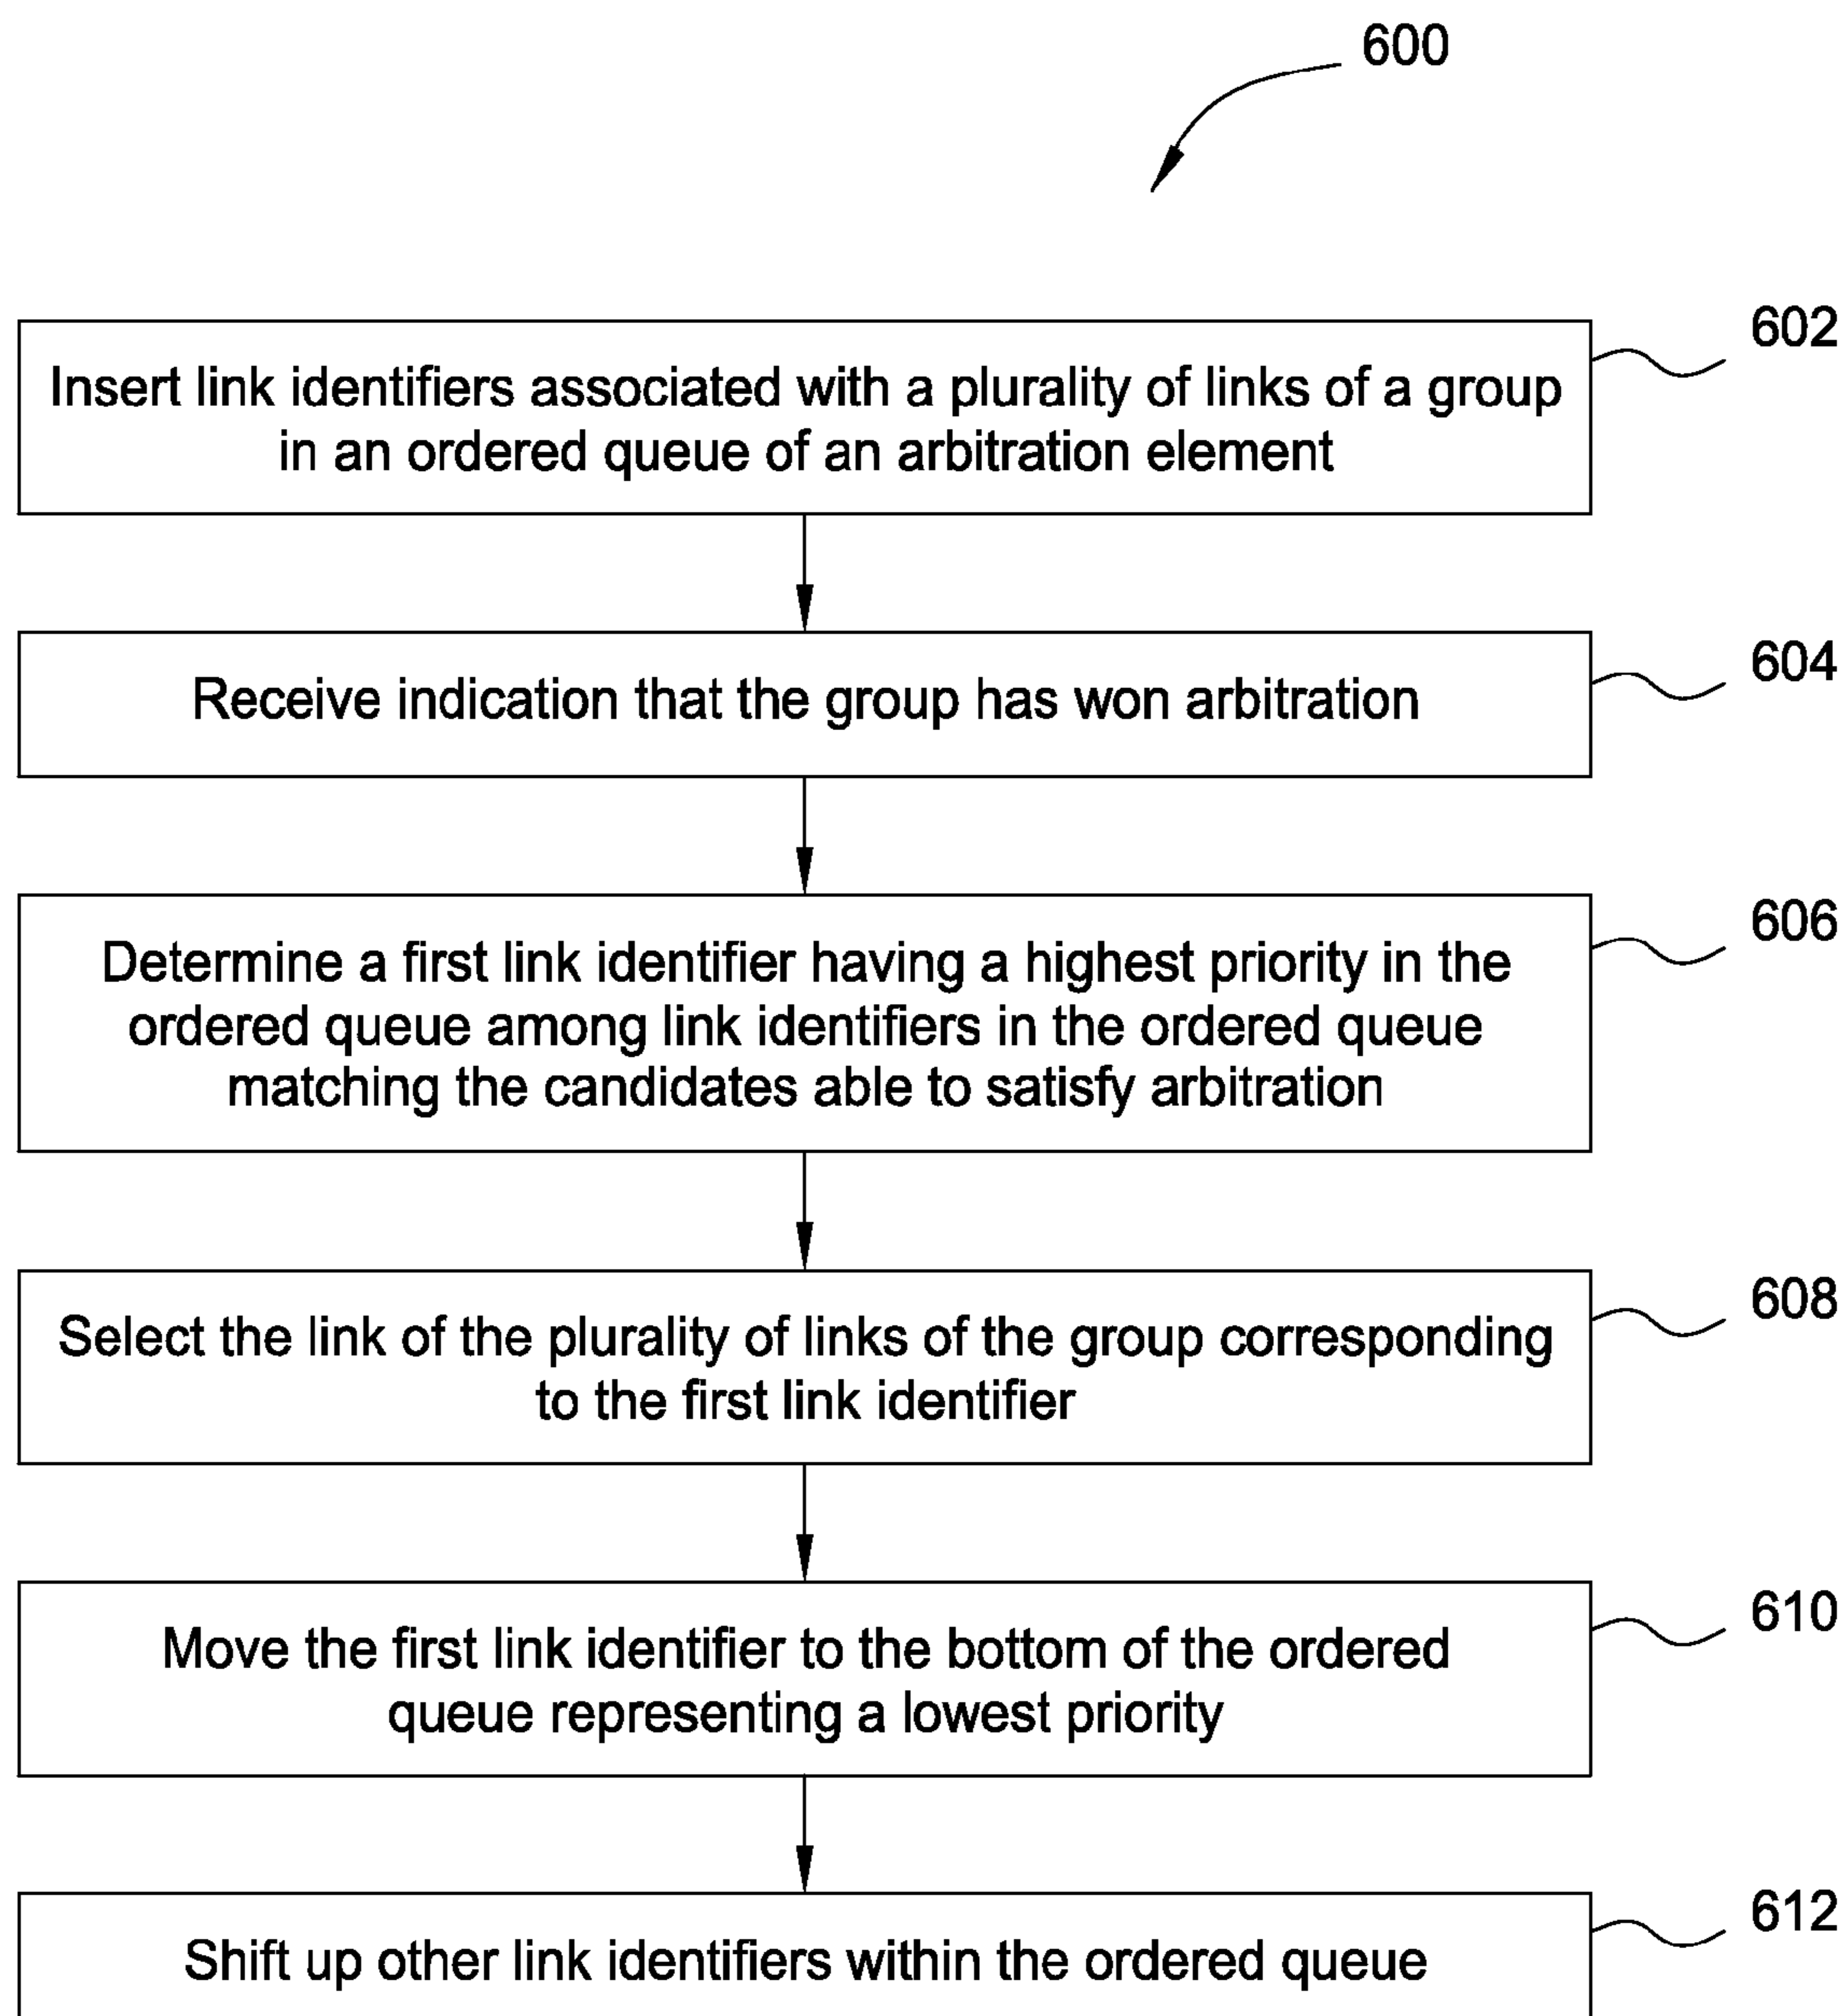 600
602
Insert link identifiers associated with a plurality of links of a group
in an ordered queue of an arbitration element
604
Receive indication that the group has won arbitration
606
Determine a first link identifier having a highest priority in the
ordered queue among link identifiers in the ordered queue
matching the candidates able to satisfy arbitration
608
Select the link of the plurality of links of the group corresponding
to the first link identifier
610
Move the first link identifier to the bottom of the ordered
queue representing a lowest priority
612
Shift up other link identifiers within the ordered queue